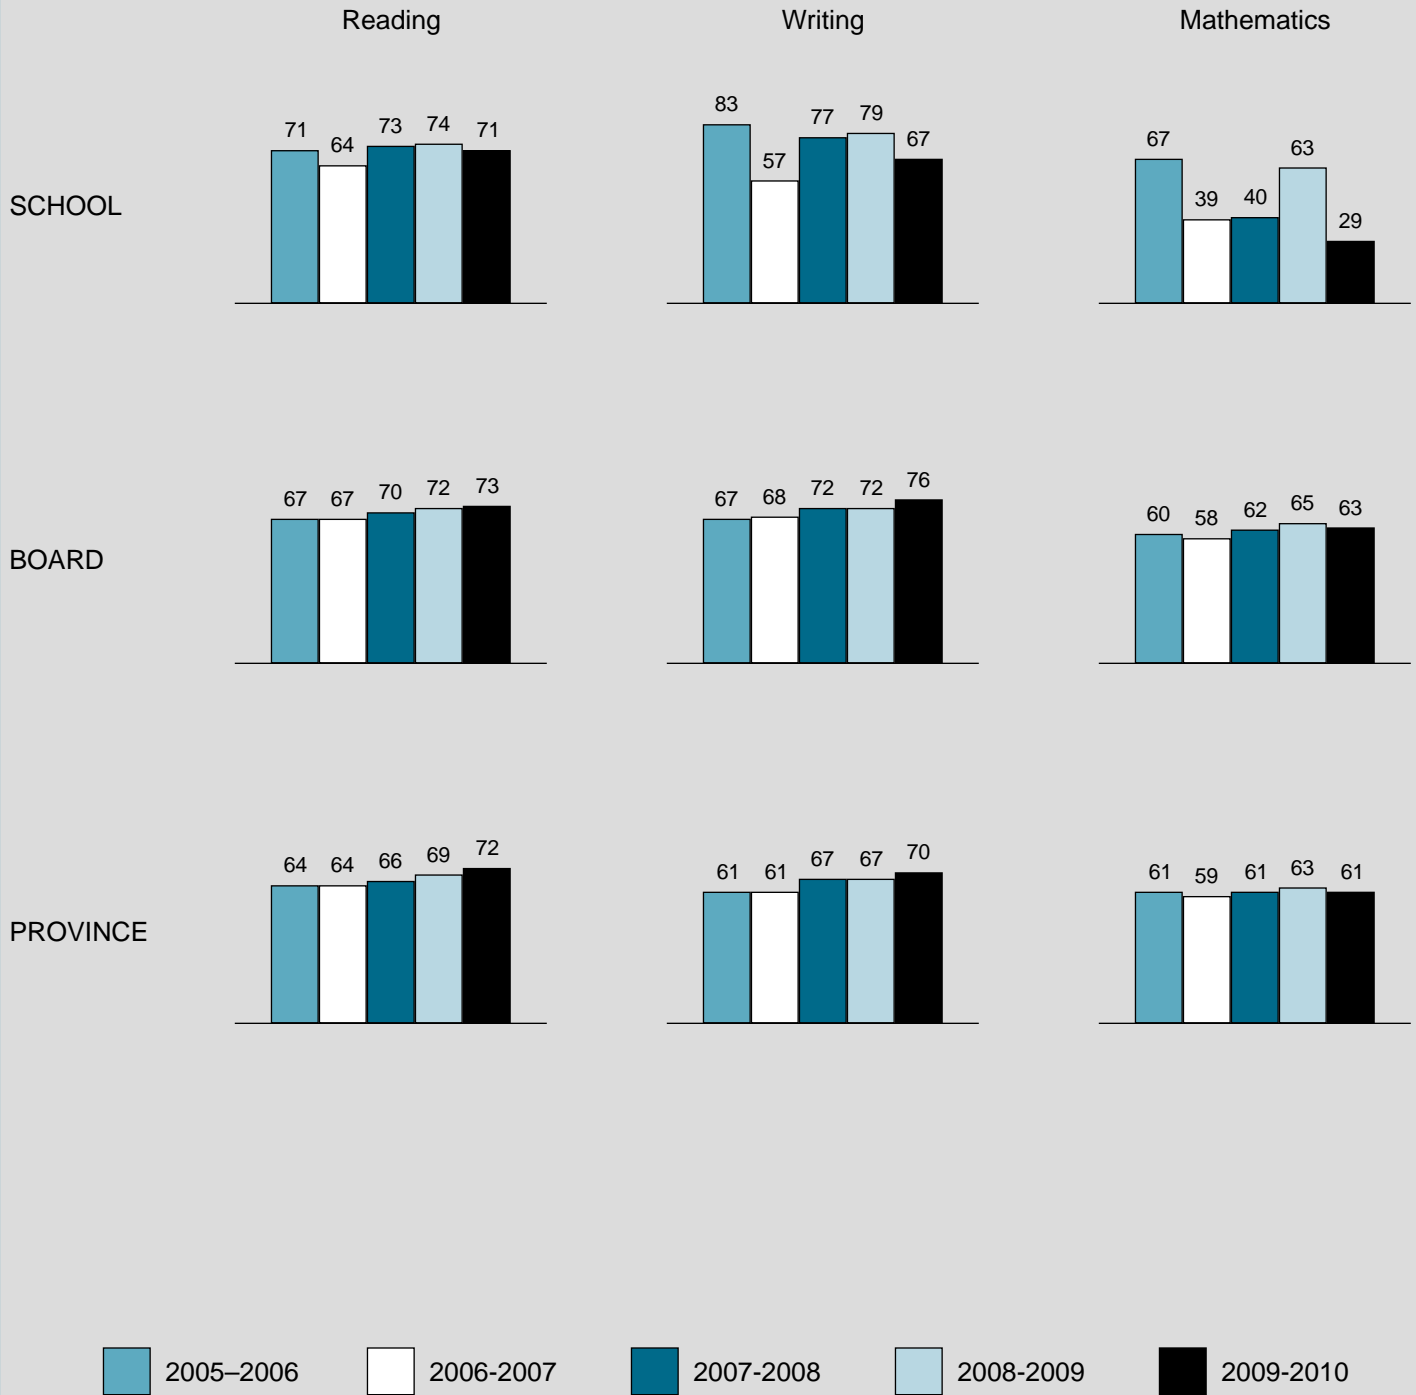 Reading Writing Mathematics
SCHOOL
71 64 73 74 71
83 57 77 79 67
67 39 40 63 29
BOARD
67 67 70 72 73
67 68 72 72 76
60 58 62 65 63
PROVINCE
64 64 66 69 72
61 61 67 67 70
61 59 61 63 61
2005–2006 2006-2007 2007-2008 2008-2009 2009-2010